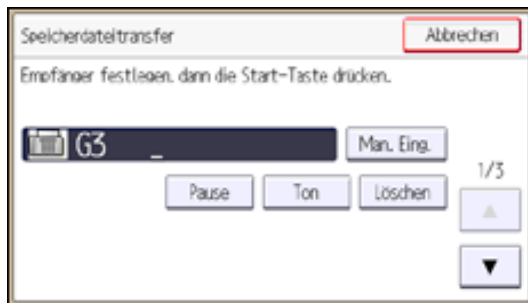 Speicherdateitransfer
Abbrechen
Empfänger festlegen, dann die Start-Taste drücken.
G3 _
Man. Eing.
1/3
Pause
Ton
Löschen
▲
▼